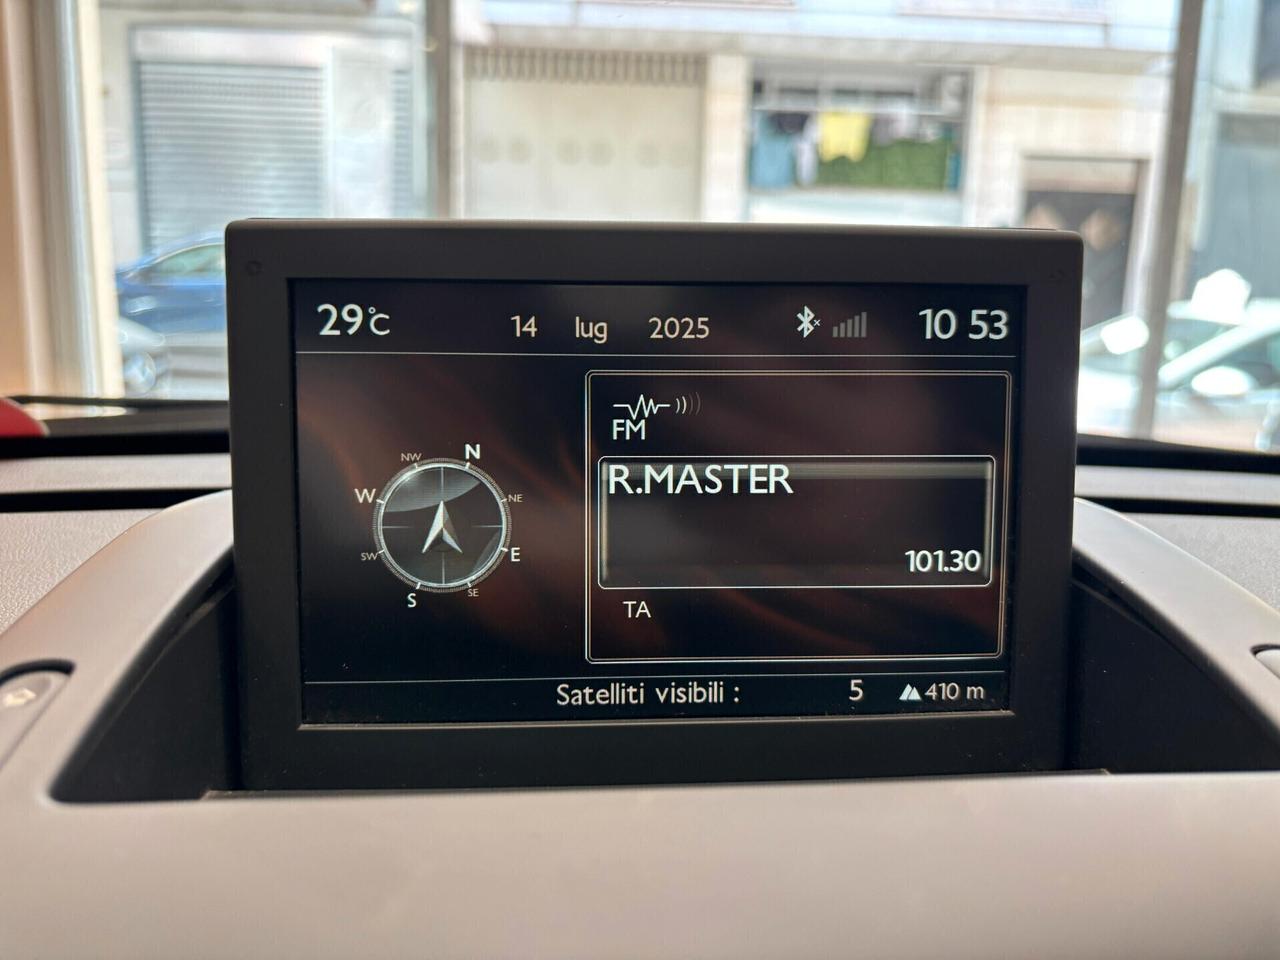 29°C 14 lug 2025 10 53
FM
R.MASTER
101.30
TA
N
NW
NE
W
E
SW
SE
S
Satelliti visibili : 5 410 m